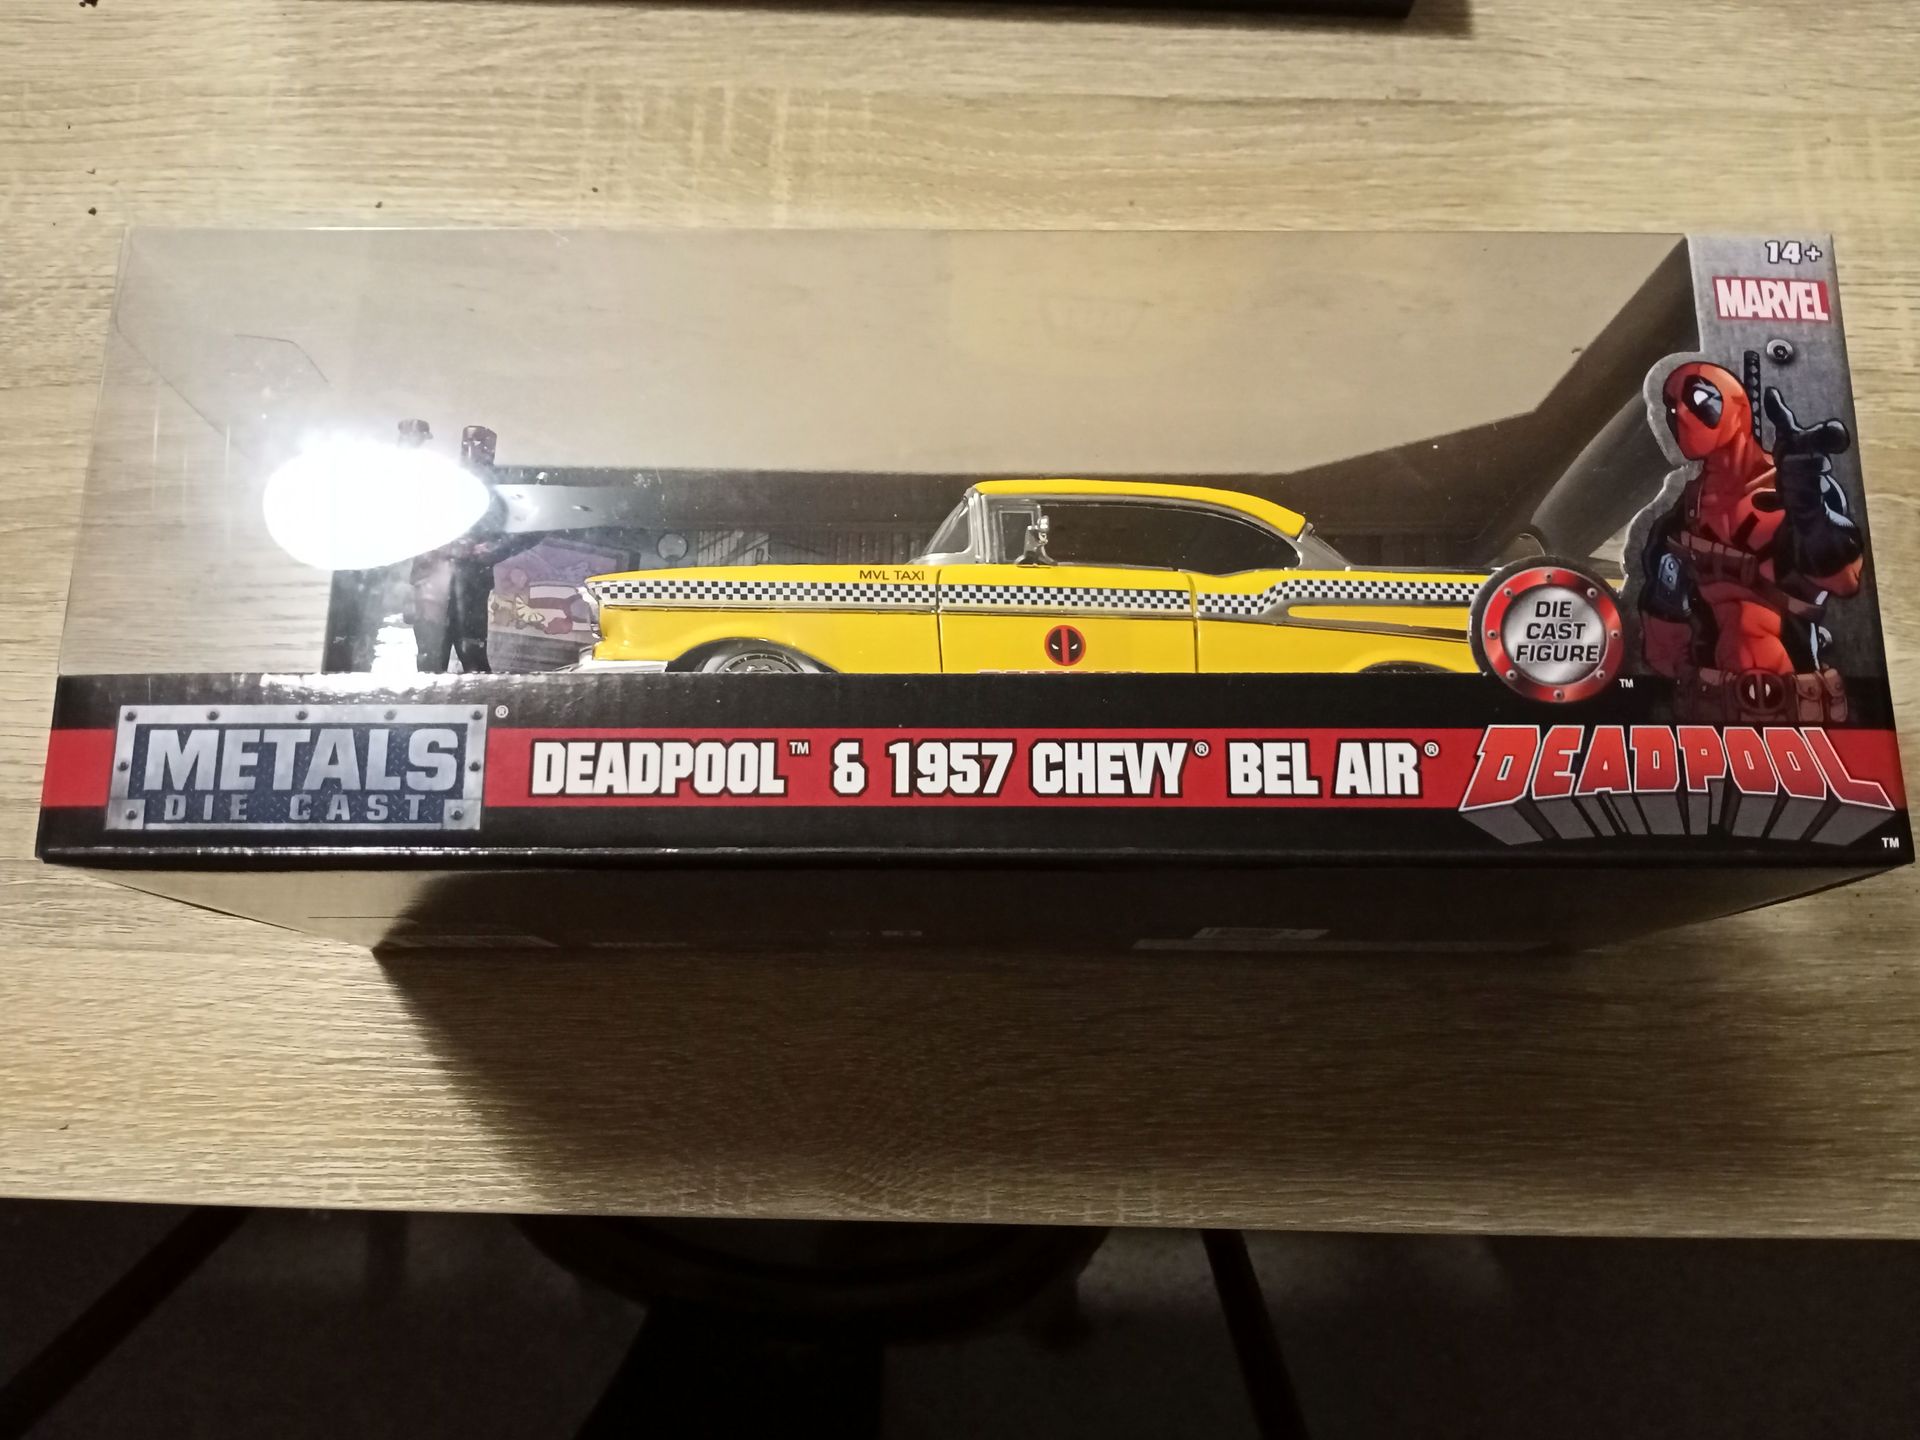 14+
MARVEL
MVL TAXI
DIE
CAST
FIGURE
™
METALS®
DIE CAST
DEADPOOL™ & 1957 CHEVY® BEL AIR®
DEADPOOL
™